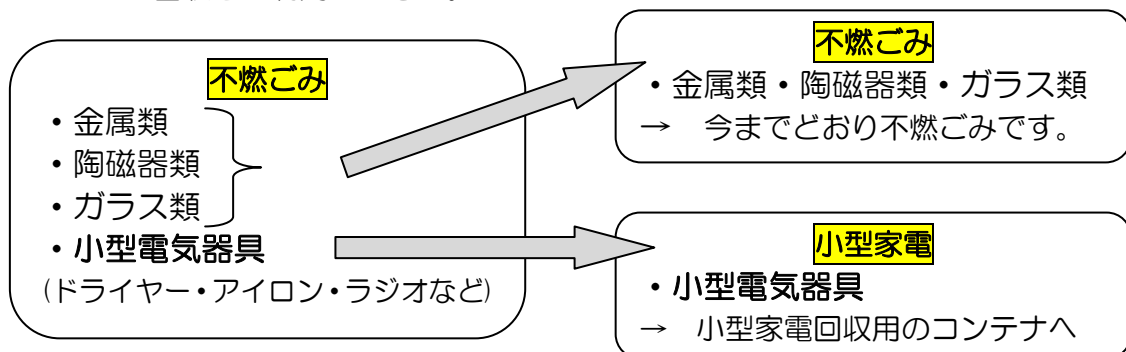 不燃ごみ
・金属類
・陶磁器類
・ガラス類
・小型電気器具
(ドライヤー・アイロン・ラジオなど)
不燃ごみ
・金属類・陶磁器類・ガラス類
→ 今までどおり不燃ごみです。
小型家電
・小型電気器具
→ 小型家電回収用のコンテナへ